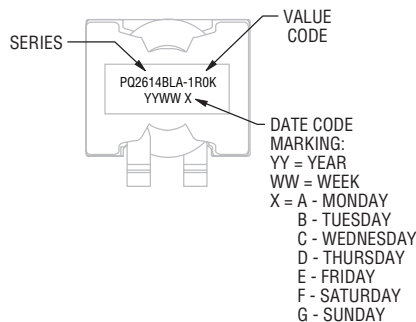 VALUE
CODE
SERIES
PQ2614BLA-1R0K
YYWW X
DATE CODE
MARKING:
YY = YEAR
WW = WEEK
X = A - MONDAY
B - TUESDAY
C - WEDNESDAY
D - THURSDAY
E - FRIDAY
F - SATURDAY
G - SUNDAY